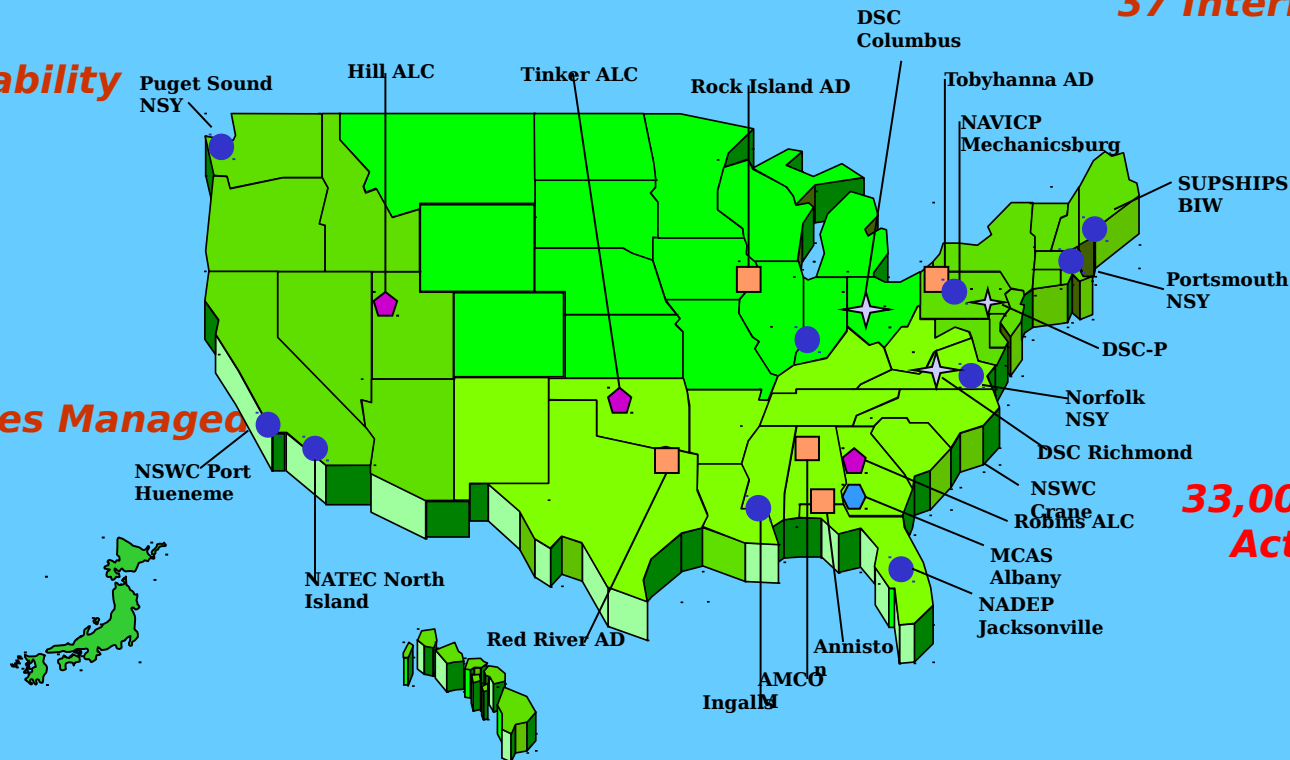 37 Inter
DSC
Columbus
ability
Puget Sound
NSY
Hill ALC
Tinker ALC
Rock Island AD
Tobyhanna AD
NAVICP
Mechanicsburg
SUPSHIPS
BIW
Portsmouth
NSY
DSC-P
Norfolk
NSY
es Managed
DSC Richmond
NSWC Port
Hueneme
NSWC
Crane
33,00
Robins ALC
Act
MCAS
Albany
NATEC North
Island
NADEP
Jacksonville
Red River AD
Annisto
n
AMCO
M
Ingalls